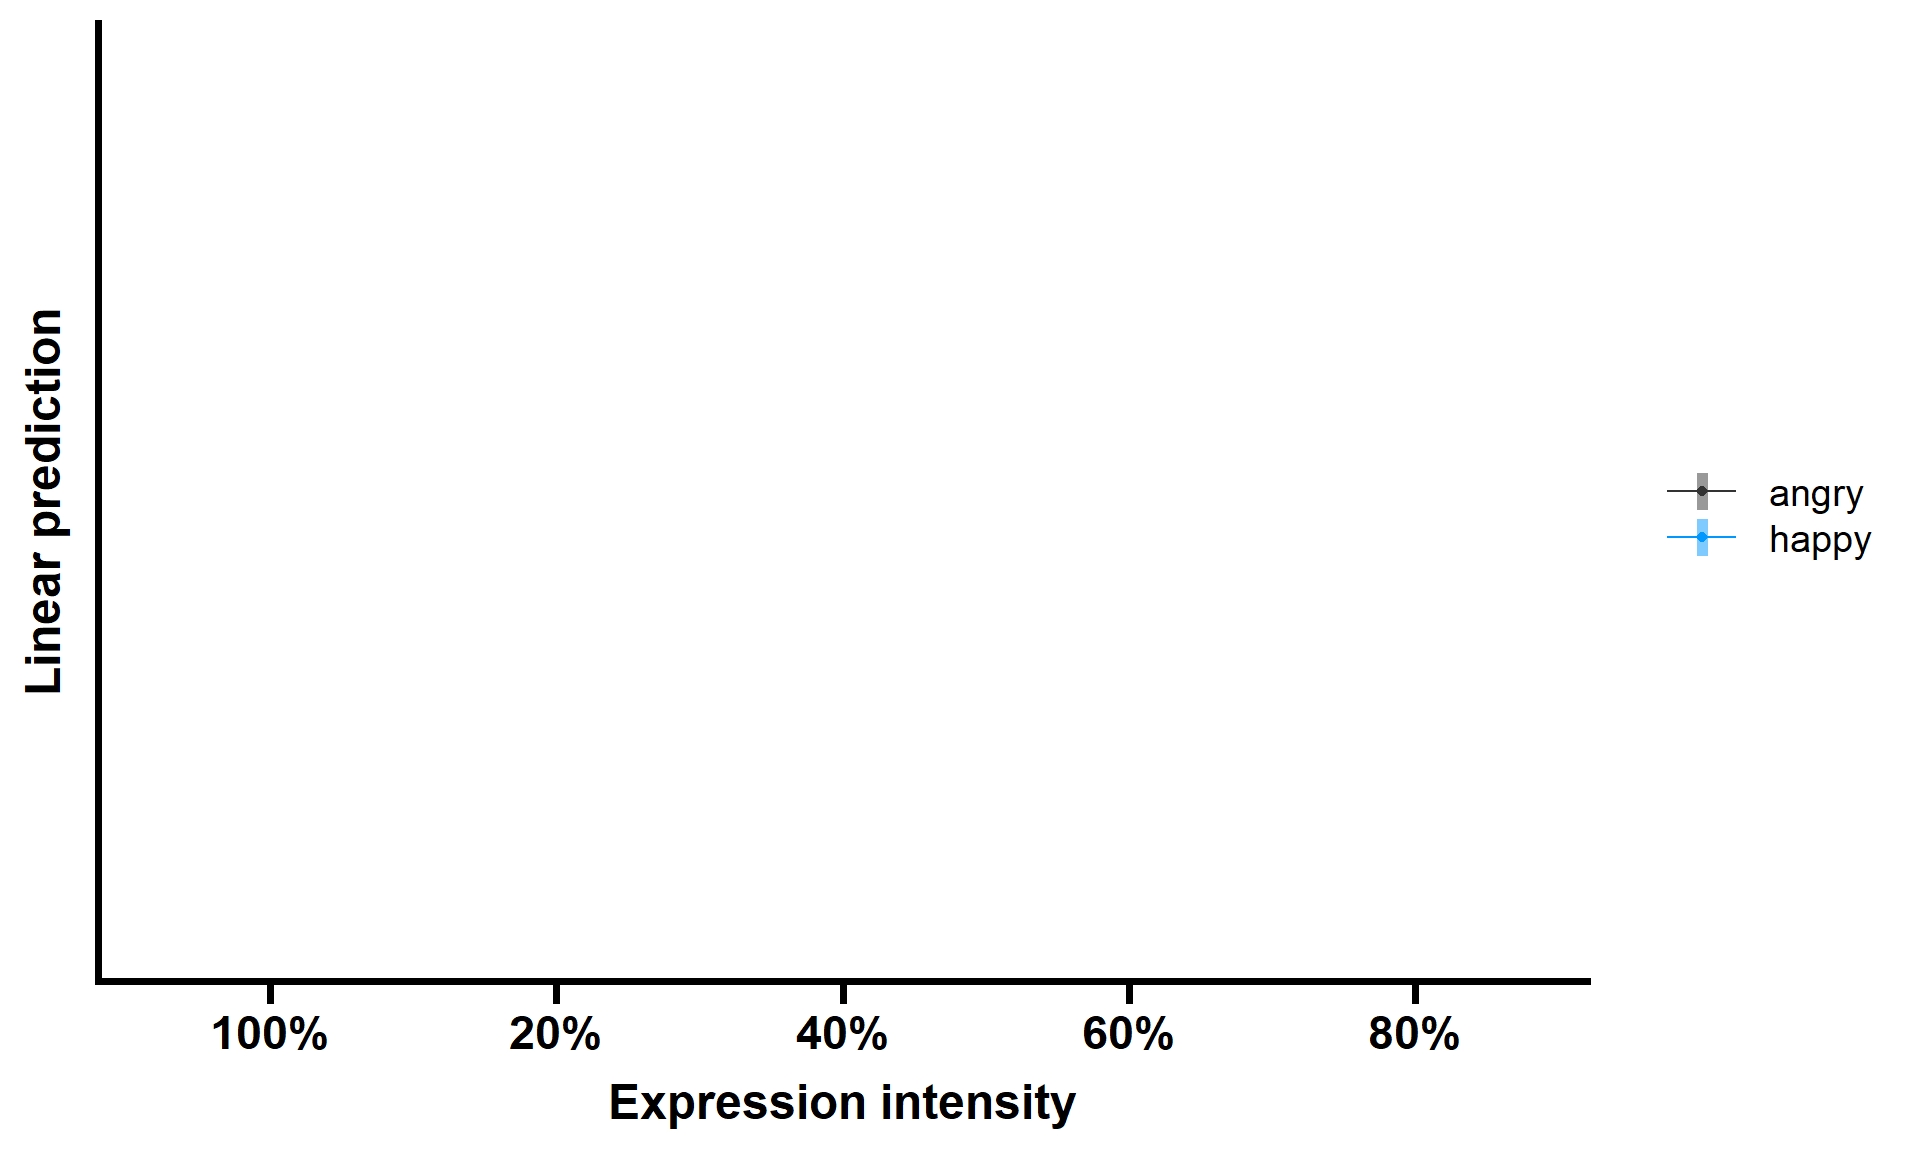 Linear prediction
angry
happy
100% 20% 40% 60% 80%
Expression intensity